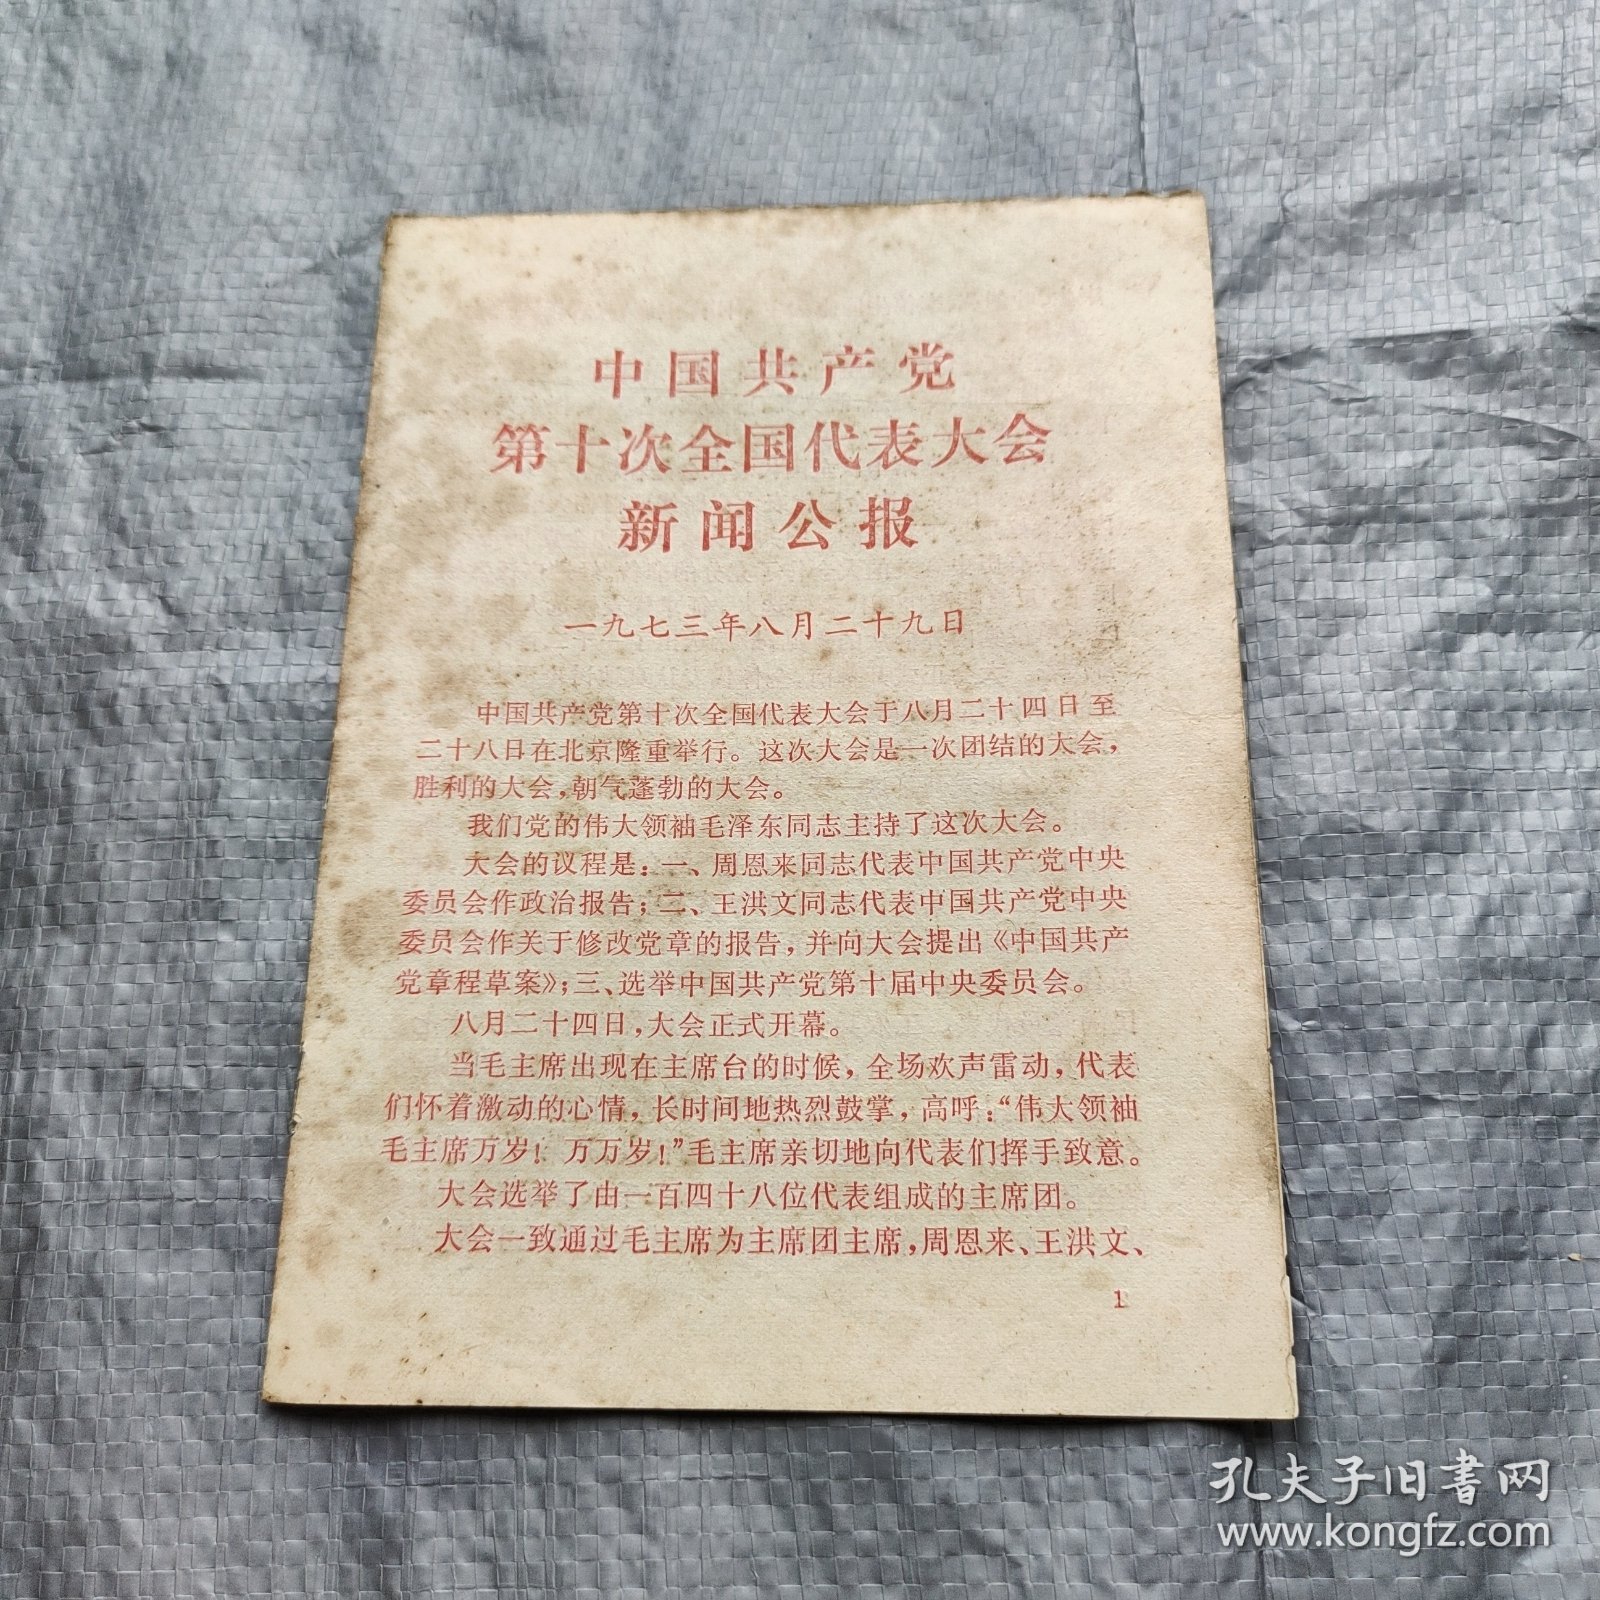 中国共产党
第十次全国代表大会
新闻公报
一九七三年八月二十九日
中国共产党第十次全国代表大会于八月二十四日至
二十八日在北京隆重举行。这次大会是一次团结的大会，
胜利的大会，朝气蓬勃的大会。
我们党的伟大领袖毛泽东同志主持了这次大会。
大会的议程是：一、周恩来同志代表中国共产党中央
委员会作政治报告；二、王洪文同志代表中国共产党中央
委员会作关于修改党章的报告，并向大会提出《中国共产
党章程草案》；三、选举中国共产党第十届中央委员会。
八月二十四日，大会正式开幕。
当毛主席出现在主席台的时候，全场欢声雷动，代表
们怀着激动的心情，长时间地热烈鼓掌，高呼：“伟大领袖
毛主席万岁！万万岁！”毛主席亲切地向代表们挥手致意。
大会选举了由一百四十八位代表组成的主席团。
大会一致通过毛主席为主席团主席，周恩来、王洪文、
1
孔夫子旧书网
www.kongfz.com